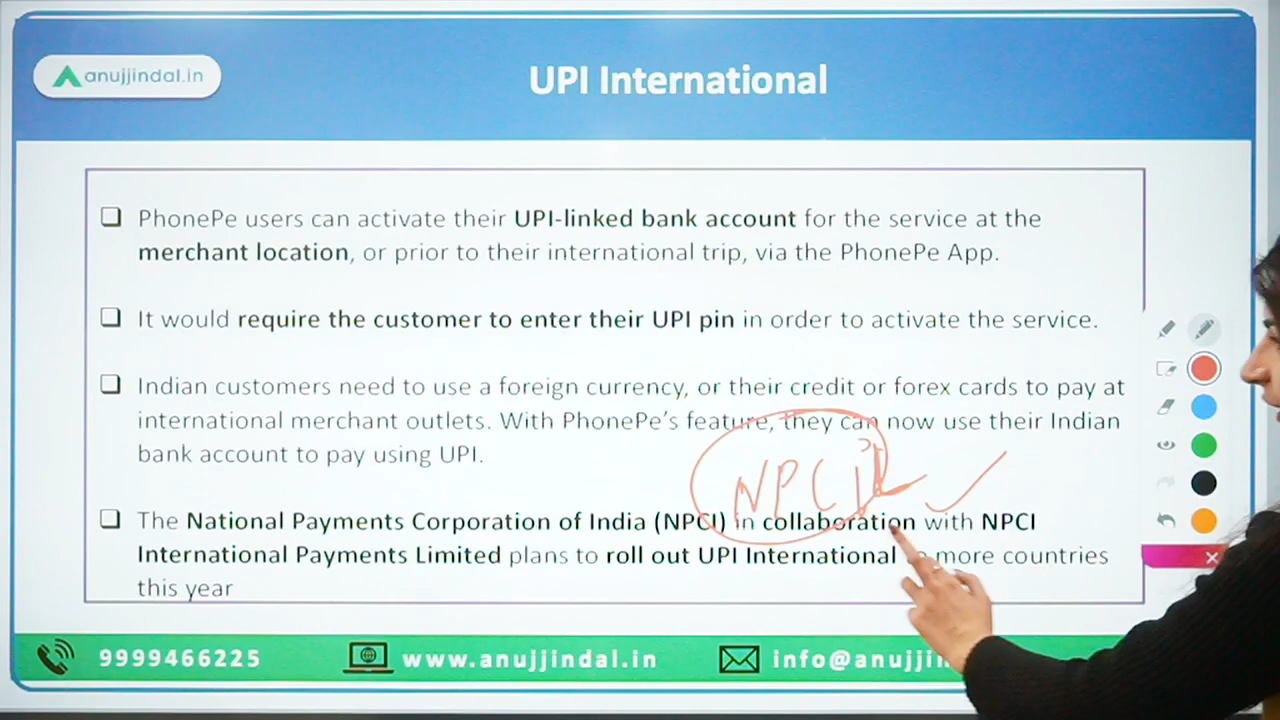 anujjindal.in
UPI International
PhonePe users can activate their UPI-linked bank account for the service at the
merchant location, or prior to their international trip, via the PhonePe App.
It would require the customer to enter their UPI pin in order to activate the service.
Indian customers need to use a foreign currency, or their credit or forex cards to pay at
international merchant outlets. With PhonePe's feature, they can now use their Indian
bank account to pay using UPI.
NPCI
The National Payments Corporation of India (NPCI) in collaboration with NPCI
International Payments Limited plans to roll out UPI International more countries
this year
9999466225
www.anujjindal.in
info@anujjin